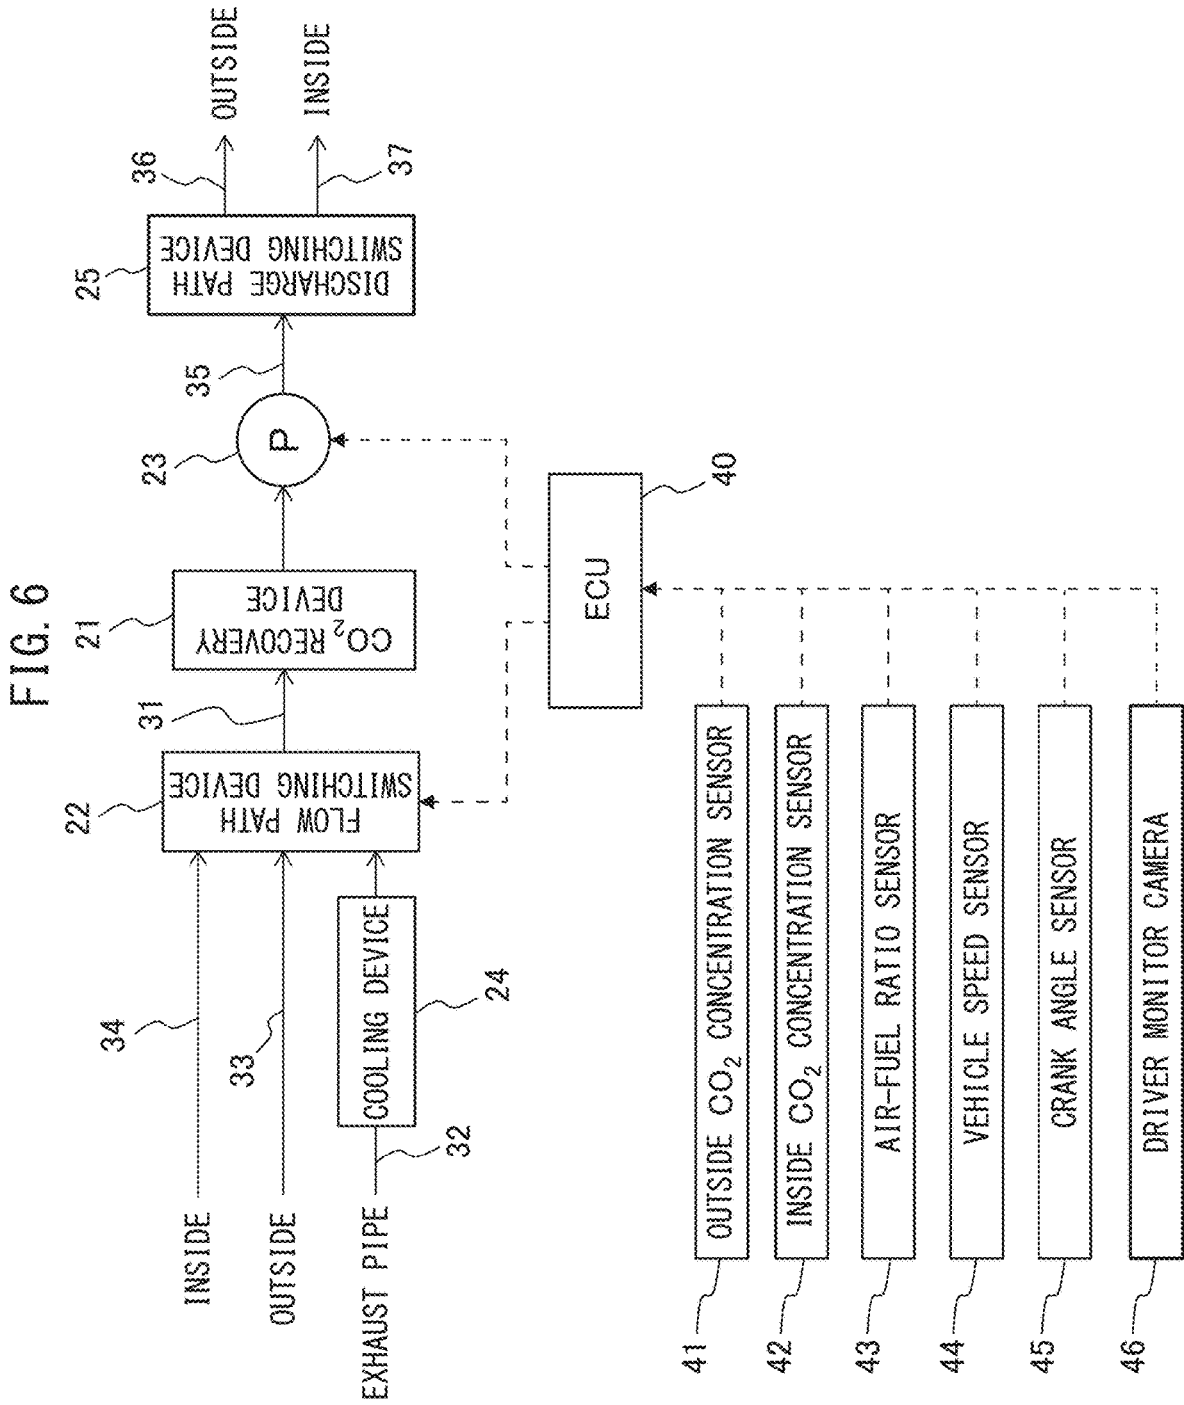 FIG. 6
INSIDE
34
OUTSIDE
33
EXHAUST PIPE
32
COOLING DEVICE
24
22
FLOW PATH
SWITCHING DEVICE
31
21
CO2 RECOVERY
DEVICE
23
P
35
25
DISCHARGE PATH
SWITCHING DEVICE
36
OUTSIDE
37
INSIDE
ECU
40
41
OUTSIDE CO2 CONCENTRATION SENSOR
42
INSIDE CO2 CONCENTRATION SENSOR
43
AIR-FUEL RATIO SENSOR
44
VEHICLE SPEED SENSOR
45
CRANK ANGLE SENSOR
46
DRIVER MONITOR CAMERA